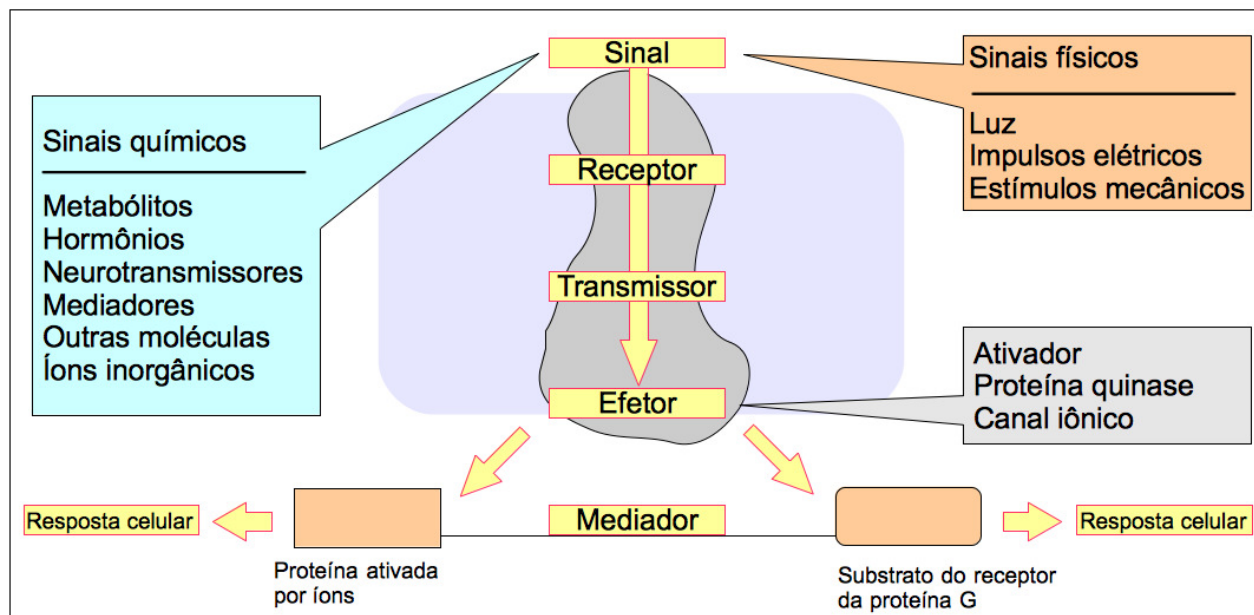 Sinal
Sinais químicos
Metabólitos
Hormônios
Neurotransmissores
Mediadores
Outras moléculas
Íons inorgânicos
Sinais físicos
Luz
Impulsos elétricos
Estímulos mecânicos
Receptor
Transmissor
Efetor
Ativador
Proteína quinase
Canal iônico
Resposta celular
Mediador
Resposta celular
Proteína ativada
por íons
Substrato do receptor
da proteína G